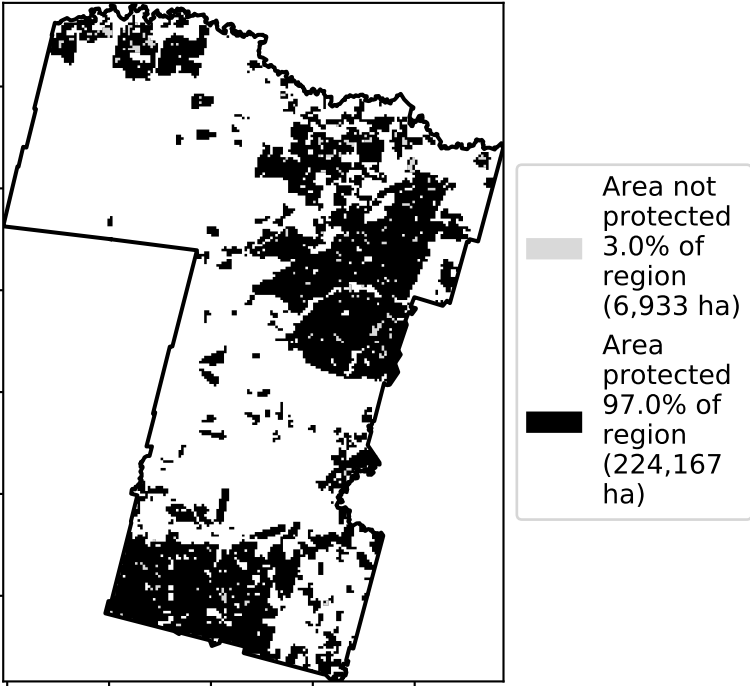 Area not
protected
3.0% of
region
(6,933 ha)
Area
protected
97.0% of
region
(224,167
ha)